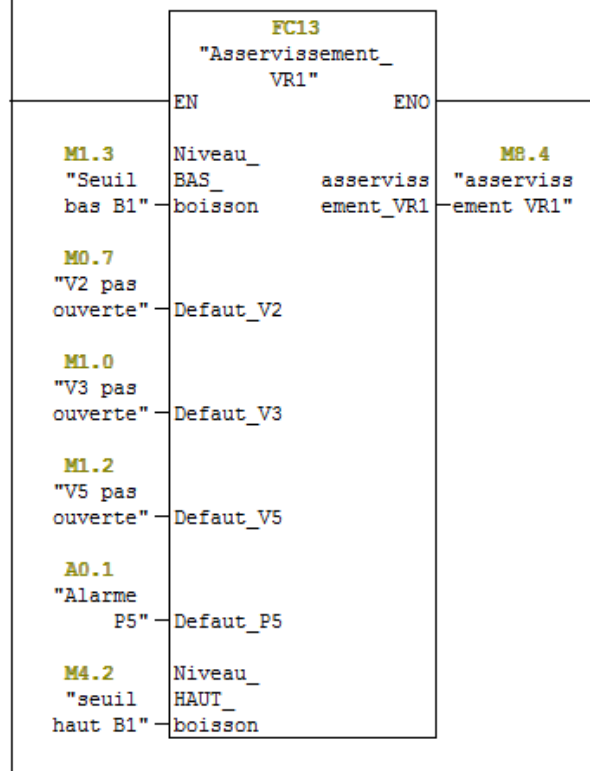 FC13
"Asservissement_
VR1"
EN ENO
M1.3 Niveau_ M8.4
"Seuil BAS_ asserviss "asserviss
bas B1" boisson ement_VR1 ement VR1"
M0.7
"V2 pas
ouverte" Defaut_V2
M1.0
"V3 pas
ouverte" Defaut_V3
M1.2
"V5 pas
ouverte" Defaut_V5
A0.1
"Alarme
P5" Defaut_P5
M4.2 Niveau_
"seuil HAUT_
haut B1" boisson